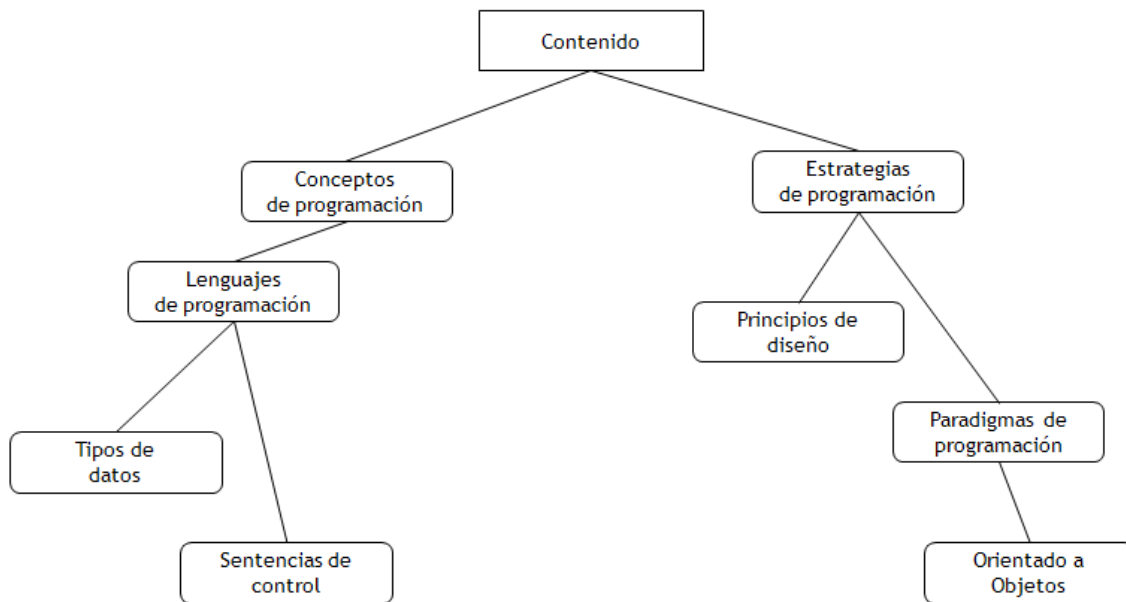 Contenido
Conceptos
de programación
Estrategias
de programación
Lenguajes
de programación
Principios de
diseño
Paradigmas de
programación
Tipos de
datos
Sentencias de
control
Orientado a
Objetos